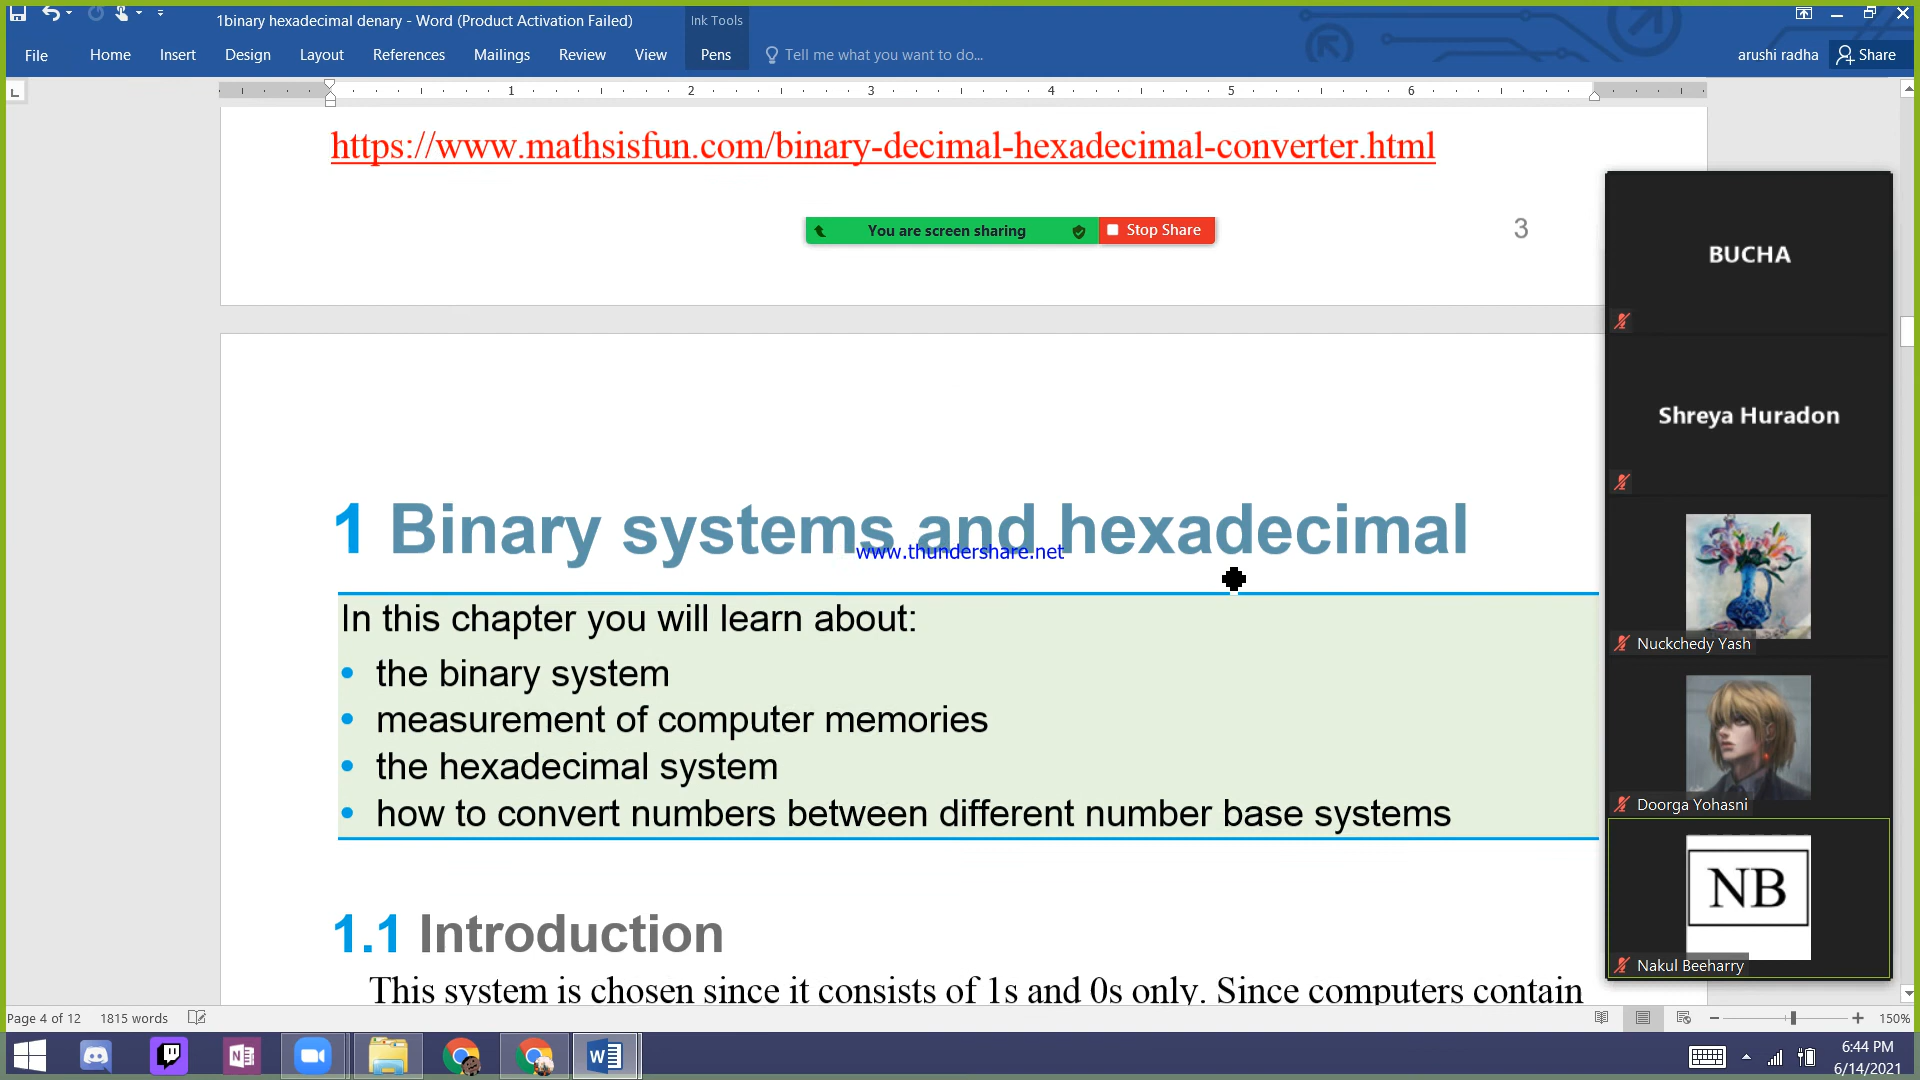 1binary hexadecimal denary - Word (Product Activation Failed)
Ink Tools
File Home Insert Design Layout References Mailings Review View Pens Tell me what you want to do... arushi radha Share
1 2 3 4 5 6
https://www.mathsisfun.com/binary-decimal-hexadecimal-converter.html
You are screen sharing Stop Share
3
1 Binary systems and hexadecimal
www.thundershare.net
In this chapter you will learn about:
• the binary system
• measurement of computer memories
• the hexadecimal system
• how to convert numbers between different number base systems
1.1 Introduction
This system is chosen since it consists of 1s and 0s only. Since computers contain
BUCHA
Shreya Huradon
Nuckchedy Yash
Doorga Yohasni
NB
Nakul Beeharry
Page 4 of 12 1815 words
150%
6:44 PM
6/14/2021